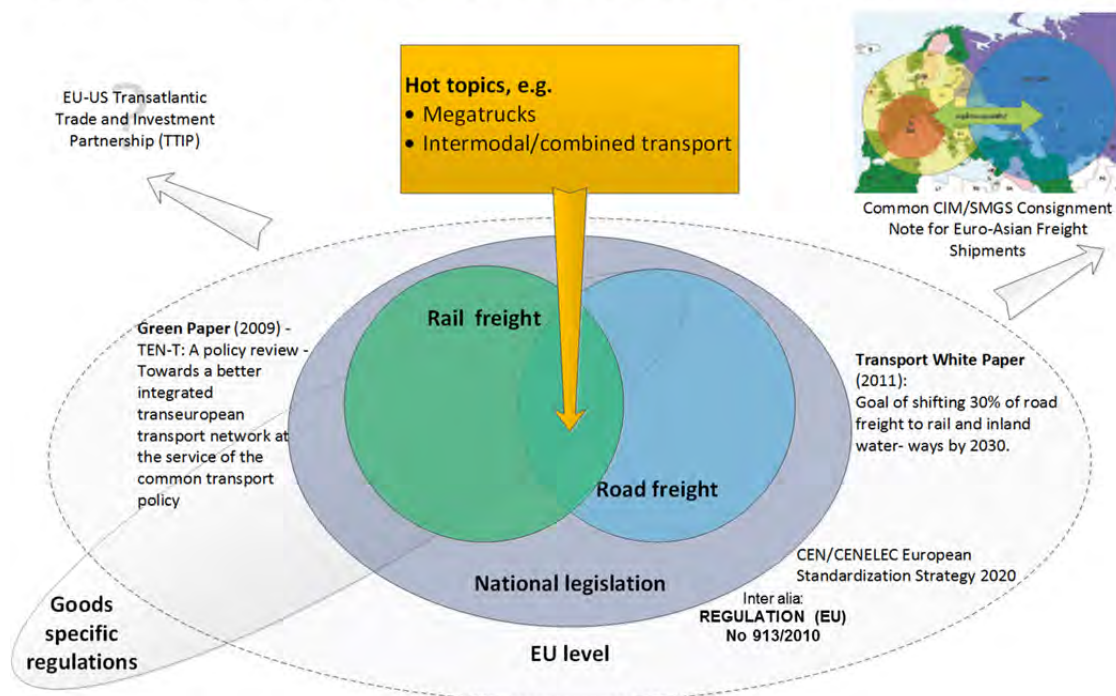 ?
EU-US Transatlantic
Trade and Investment
Partnership (TTIP)
Hot topics, e.g.
• Megatrucks
• Intermodal/combined transport
Common CIM/SMGS Consignment
Note for Euro-Asian Freight
Shipments
Rail freight
Green Paper (2009) -
TEN-T: A policy review -
Towards a better
integrated
transeuropean
transport network at
the service of the
common transport
policy
Transport White Paper
(2011):
Goal of shifting 30% of road
freight to rail and inland
water- ways by 2030.
Road freight
CEN/CENELEC European
Standardization Strategy 2020
National legislation
Inter alia:
REGULATION (EU)
No 913/2010
Goods
specific
regulations
EU level